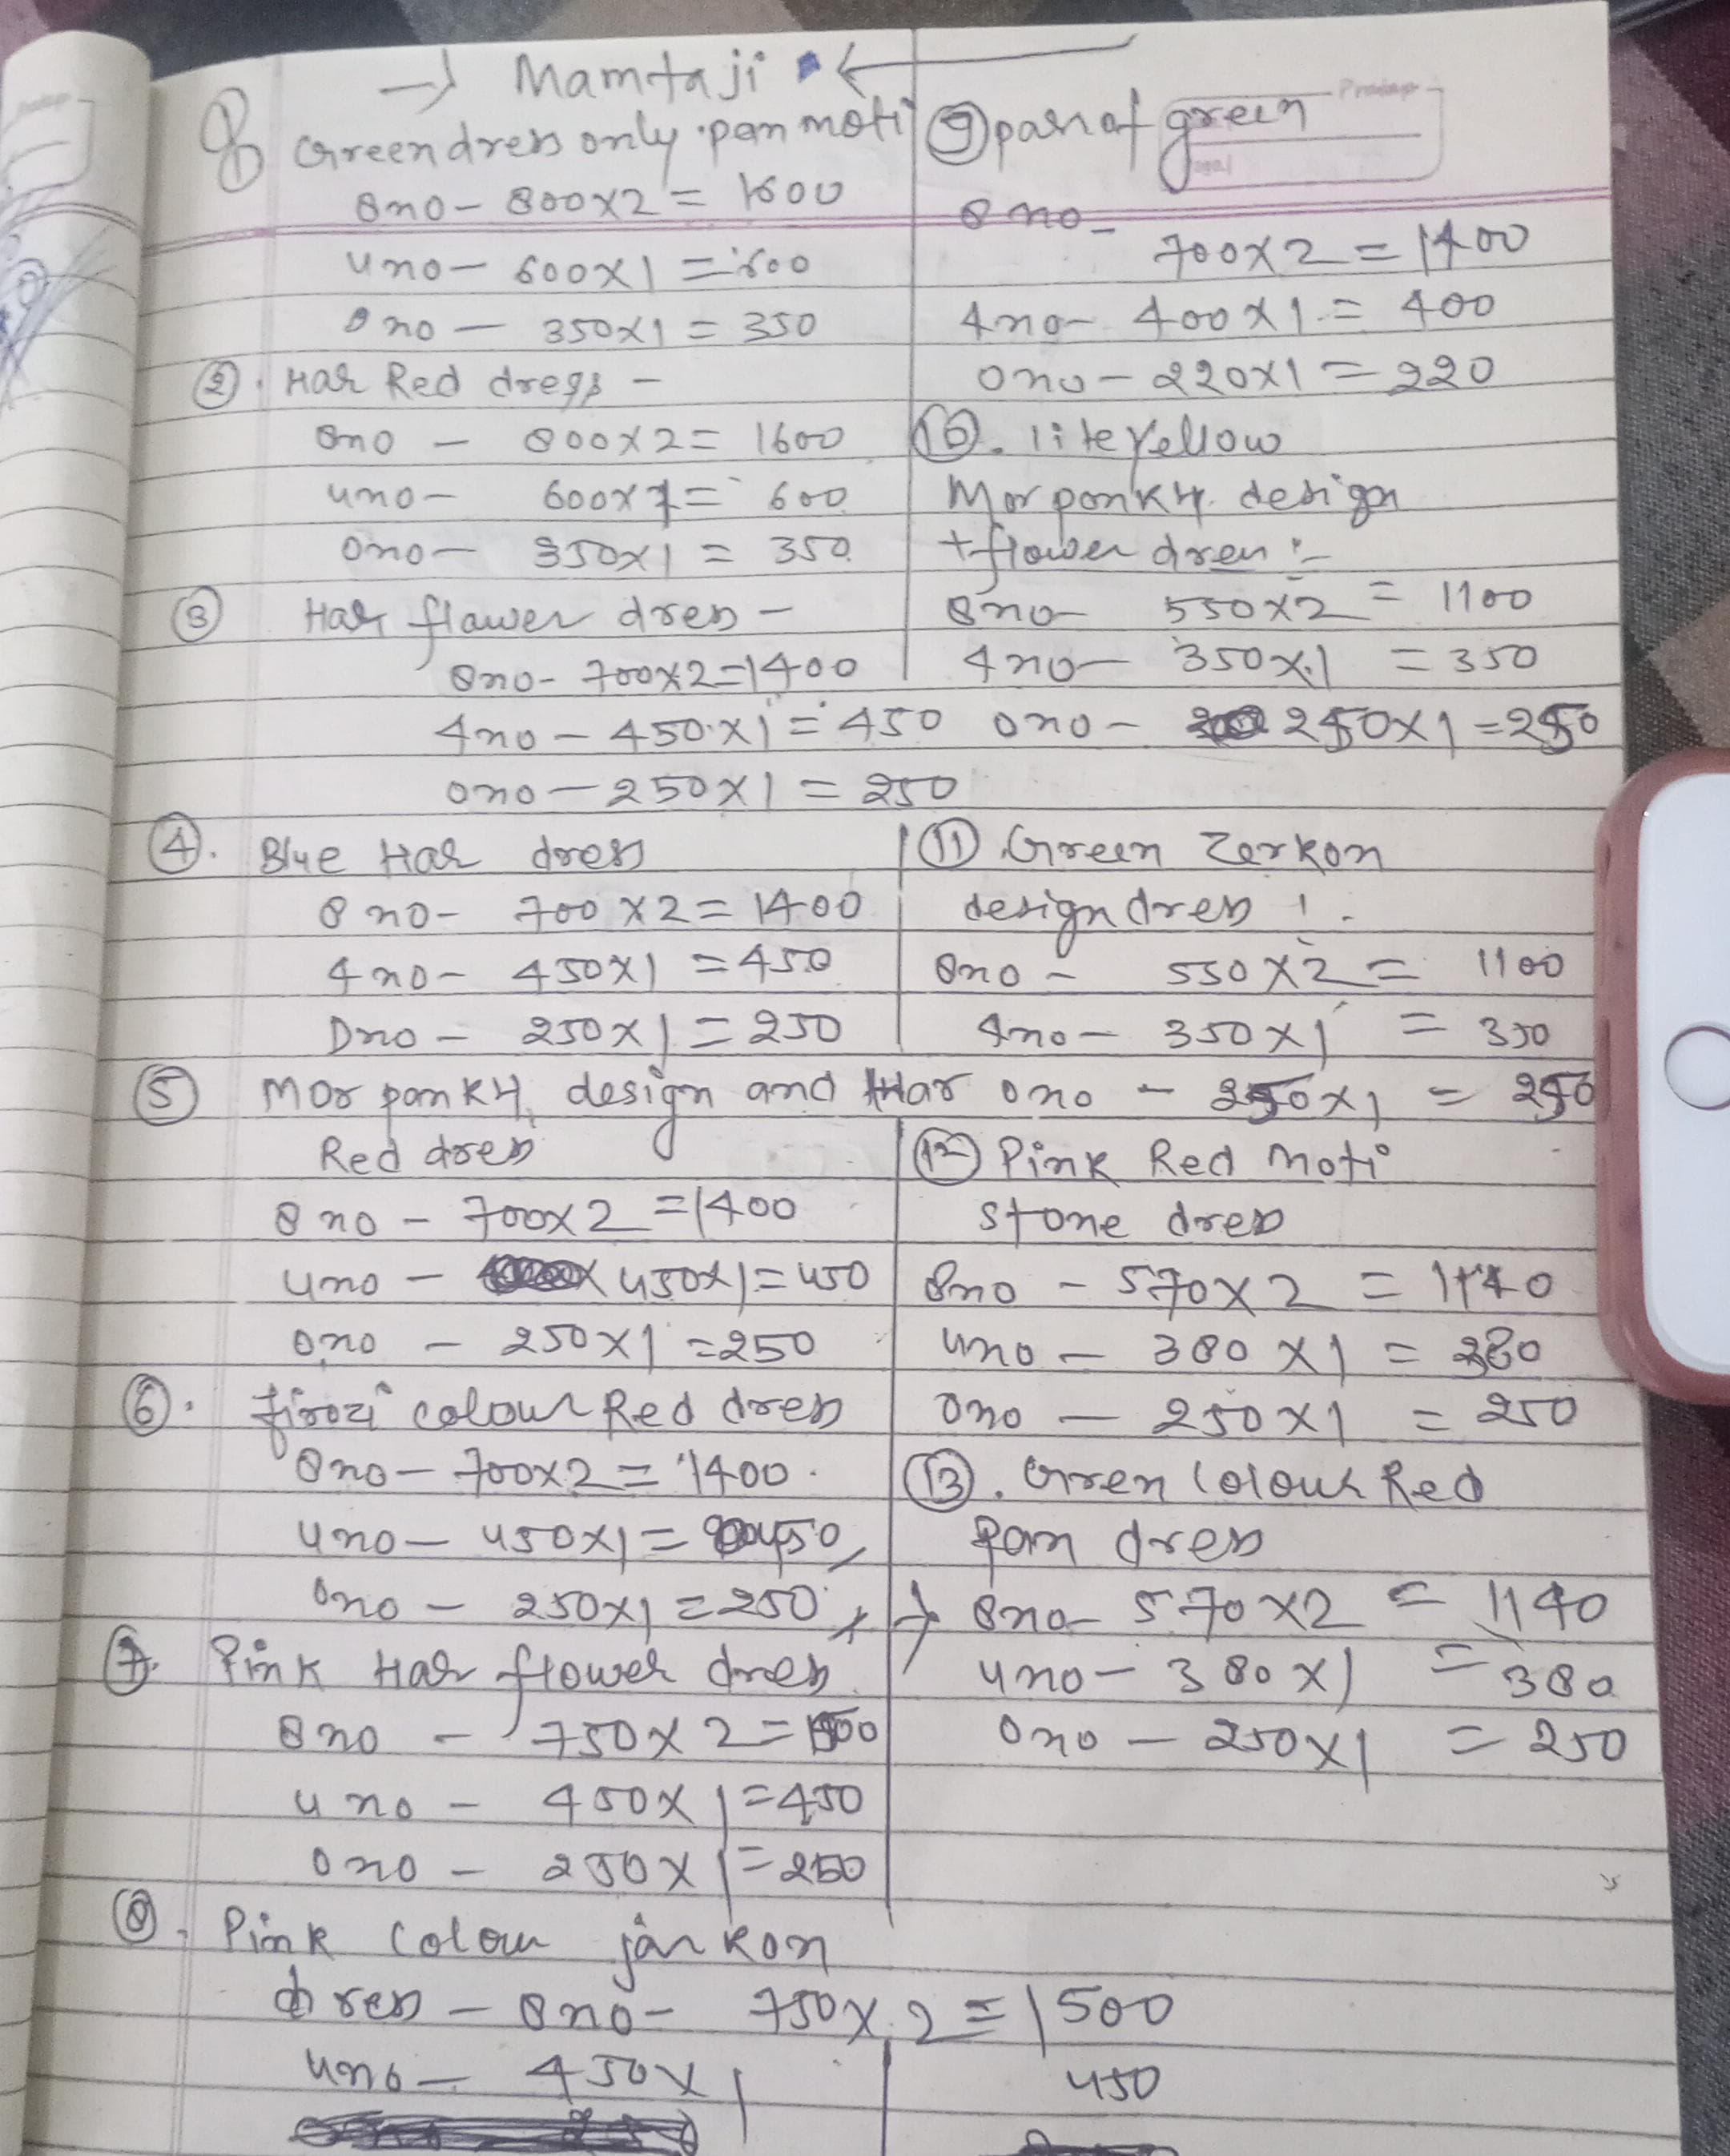 → Mamtaji ←
① Green dress only pan moti
8no - 800x2 = 1600
4no - 600x1 = 600
0no - 350x1 = 350
②. Har Red dress -
8no - 800x2 = 1600
4no - 600x1 = 600
0no - 350x1 = 350
③ Har flawer dress -
8no - 700x2 = 1400
4no - 450x1 = 450
0no - 250x1 = 250
④. Blue Har dress
8no - 700x2 = 1400
4no - 450x1 = 450
0no - 250x1 = 250
⑤ Mor pankh design and Har
Red dress
8no - 700x2 = 1400
4no - 450x1 = 450
0no - 250x1 = 250
⑥. firozi colour Red dress
8no - 700x2 = 1400.
4no - 450x1 = 450
0no - 250x1 = 250
⑦. Pink Har flower dress
8no - 750x2 = 1500
4no - 450x1 = 450
0no - 250x1 = 250
⑧. Pink Colour jarkon
dress - 8no - 750x2 = 1500
4no - 450x1 450
⑨ pan of green
8no -
700x2 = 1400
4no - 400x1 = 400
0no - 220x1 = 220
⑩. lite Yellow
Mor pankh design
+ flower dress :-
8no - 550x2 = 1100
4no - 350x1 = 350
0no - 250x1 = 250
⑪ Green Zerkon
design dress :-
8no - 550x2 = 1100
4no - 350x1 = 350
0no - 250x1 = 250
⑫ Pink Red Moti
stone dress
8no - 570x2 = 1140
4no - 380x1 = 380
0no - 250x1 = 250
⑬. Green Colour Red
Pan dress
→ 8no - 570x2 = 1140
4no - 380x1 = 380
0no - 250x1 = 250